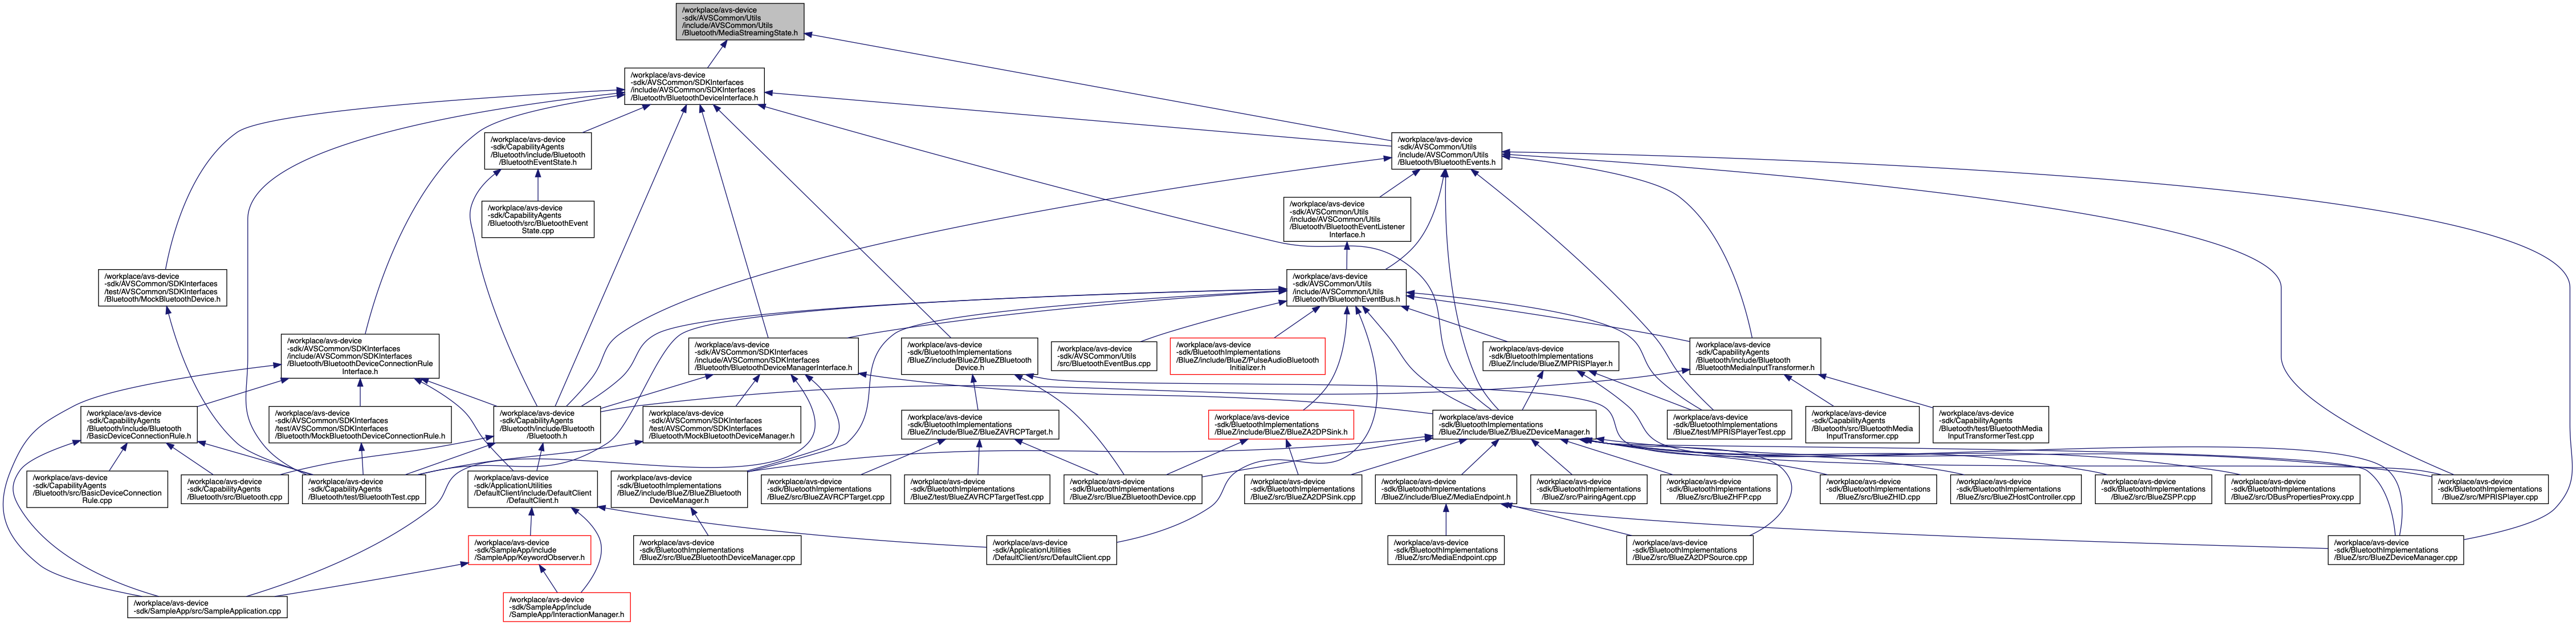 /workplace/avs-device
-sdk/AVSCommon/Utils
/include/AVSCommon/Utils
/Bluetooth/MediaStreamingState.h
/workplace/avs-device
-sdk/AVSCommon/SDKInterfaces
/include/AVSCommon/SDKInterfaces
/Bluetooth/BluetoothDeviceInterface.h
/workplace/avs-device
-sdk/CapabilityAgents
/Bluetooth/include/Bluetooth
/BluetoothEventState.h
/workplace/avs-device
-sdk/AVSCommon/Utils
/include/AVSCommon/Utils
/Bluetooth/BluetoothEvents.h
/workplace/avs-device
-sdk/CapabilityAgents
/Bluetooth/src/BluetoothEvent
State.cpp
/workplace/avs-device
-sdk/AVSCommon/Utils
/include/AVSCommon/Utils
/Bluetooth/BluetoothEventListener
Interface.h
/workplace/avs-device
-sdk/AVSCommon/SDKInterfaces
/test/AVSCommon/SDKInterfaces
/Bluetooth/MockBluetoothDevice.h
/workplace/avs-device
-sdk/AVSCommon/Utils
/include/AVSCommon/Utils
/Bluetooth/BluetoothEventBus.h
/workplace/avs-device
-sdk/AVSCommon/SDKInterfaces
/include/AVSCommon/SDKInterfaces
/Bluetooth/BluetoothDeviceConnectionRule
Interface.h
/workplace/avs-device
-sdk/AVSCommon/SDKInterfaces
/include/AVSCommon/SDKInterfaces
/Bluetooth/BluetoothDeviceManagerInterface.h
/workplace/avs-device
-sdk/BluetoothImplementations
/BlueZ/include/BlueZ/BlueZBluetooth
Device.h
/workplace/avs-device
-sdk/AVSCommon/Utils
/src/BluetoothEventBus.cpp
/workplace/avs-device
-sdk/BluetoothImplementations
/BlueZ/include/BlueZ/PulseAudioBluetooth
Initializer.h
/workplace/avs-device
-sdk/BluetoothImplementations
/BlueZ/include/BlueZ/MPRISPlayer.h
/workplace/avs-device
-sdk/CapabilityAgents
/Bluetooth/include/Bluetooth
/BluetoothMediaInputTransformer.h
/workplace/avs-device
-sdk/CapabilityAgents
/Bluetooth/include/Bluetooth
/BasicDeviceConnectionRule.h
/workplace/avs-device
-sdk/AVSCommon/SDKInterfaces
/test/AVSCommon/SDKInterfaces
/Bluetooth/MockBluetoothDeviceConnectionRule.h
/workplace/avs-device
-sdk/CapabilityAgents
/Bluetooth/include/Bluetooth
/Bluetooth.h
/workplace/avs-device
-sdk/AVSCommon/SDKInterfaces
/test/AVSCommon/SDKInterfaces
/Bluetooth/MockBluetoothDeviceManager.h
/workplace/avs-device
-sdk/BluetoothImplementations
/BlueZ/include/BlueZ/BlueZAVRCPTarget.h
/workplace/avs-device
-sdk/BluetoothImplementations
/BlueZ/include/BlueZ/BlueZA2DPSink.h
/workplace/avs-device
-sdk/BluetoothImplementations
/BlueZ/include/BlueZ/BlueZDeviceManager.h
/workplace/avs-device
-sdk/BluetoothImplementations
/BlueZ/test/MPRISPlayerTest.cpp
/workplace/avs-device
-sdk/CapabilityAgents
/Bluetooth/src/BluetoothMedia
InputTransformer.cpp
/workplace/avs-device
-sdk/CapabilityAgents
/Bluetooth/test/BluetoothMedia
InputTransformerTest.cpp
/workplace/avs-device
-sdk/CapabilityAgents
/Bluetooth/src/BasicDeviceConnection
Rule.cpp
/workplace/avs-device
-sdk/CapabilityAgents
/Bluetooth/src/Bluetooth.cpp
/workplace/avs-device
-sdk/CapabilityAgents
/Bluetooth/test/BluetoothTest.cpp
/workplace/avs-device
-sdk/ApplicationUtilities
/DefaultClient/include/DefaultClient
/DefaultClient.h
/workplace/avs-device
-sdk/BluetoothImplementations
/BlueZ/include/BlueZ/BlueZBluetooth
DeviceManager.h
/workplace/avs-device
-sdk/BluetoothImplementations
/BlueZ/src/BlueZAVRCPTarget.cpp
/workplace/avs-device
-sdk/BluetoothImplementations
/BlueZ/test/BlueZAVRCPTargetTest.cpp
/workplace/avs-device
-sdk/BluetoothImplementations
/BlueZ/src/BlueZBluetoothDevice.cpp
/workplace/avs-device
-sdk/BluetoothImplementations
/BlueZ/src/BlueZA2DPSink.cpp
/workplace/avs-device
-sdk/BluetoothImplementations
/BlueZ/include/BlueZ/MediaEndpoint.h
/workplace/avs-device
-sdk/BluetoothImplementations
/BlueZ/src/PairingAgent.cpp
/workplace/avs-device
-sdk/BluetoothImplementations
/BlueZ/src/BlueZHFP.cpp
/workplace/avs-device
-sdk/BluetoothImplementations
/BlueZ/src/BlueZHID.cpp
/workplace/avs-device
-sdk/BluetoothImplementations
/BlueZ/src/BlueZHostController.cpp
/workplace/avs-device
-sdk/BluetoothImplementations
/BlueZ/src/BlueZSPP.cpp
/workplace/avs-device
-sdk/BluetoothImplementations
/BlueZ/src/DBusPropertiesProxy.cpp
/workplace/avs-device
-sdk/BluetoothImplementations
/BlueZ/src/MPRISPlayer.cpp
/workplace/avs-device
-sdk/SampleApp/include
/SampleApp/KeywordObserver.h
/workplace/avs-device
-sdk/BluetoothImplementations
/BlueZ/src/BlueZBluetoothDeviceManager.cpp
/workplace/avs-device
-sdk/ApplicationUtilities
/DefaultClient/src/DefaultClient.cpp
/workplace/avs-device
-sdk/BluetoothImplementations
/BlueZ/src/MediaEndpoint.cpp
/workplace/avs-device
-sdk/BluetoothImplementations
/BlueZ/src/BlueZA2DPSource.cpp
/workplace/avs-device
-sdk/BluetoothImplementations
/BlueZ/src/BlueZDeviceManager.cpp
/workplace/avs-device
-sdk/SampleApp/src/SampleApplication.cpp
/workplace/avs-device
-sdk/SampleApp/include
/SampleApp/InteractionManager.h